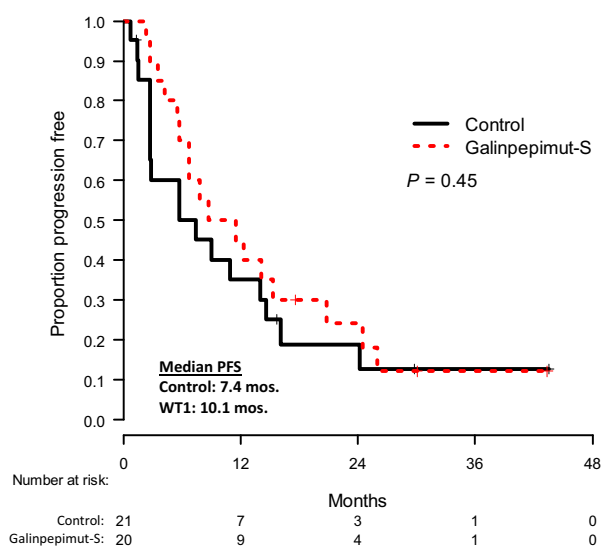 Proportion progression free
1.0
0.9
0.8
0.7
0.6
0.5
0.4
0.3
0.2
0.1
0.0
Control
Galinpepimut-S
P = 0.45
Median PFS
Control: 7.4 mos.
WT1: 10.1 mos.
0 12 24 36 48
Number at risk:
Months
Control: 21 7 3 1 0
Galinpepimut-S: 20 9 4 1 0